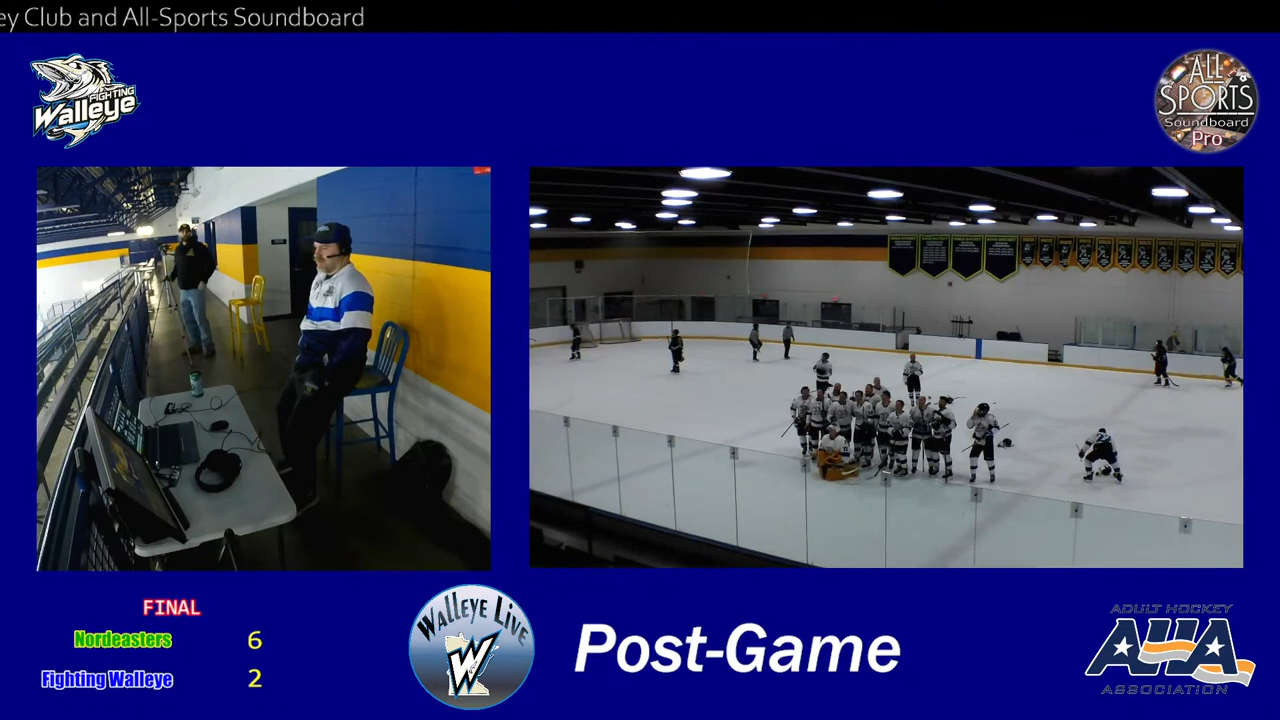 ey Club and All-Sports Soundboard
FIGHTING
Walleye
ALL
SPORTS
Soundboard
Pro
FINAL
Nordeasters 6
Fighting Walleye 2
WALLEYE LIVE
W
Post-Game
ADULT HOCKEY
AHA
ASSOCIATION